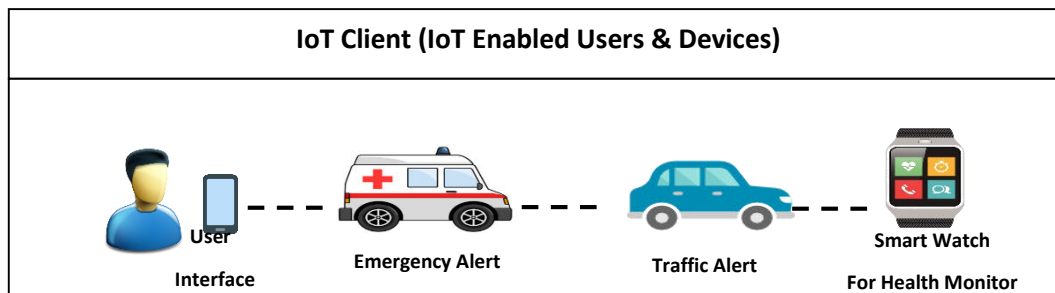 IoT Client (IoT Enabled Users & Devices)
User
Interface
Emergency Alert
Traffic Alert
Smart Watch
For Health Monitor